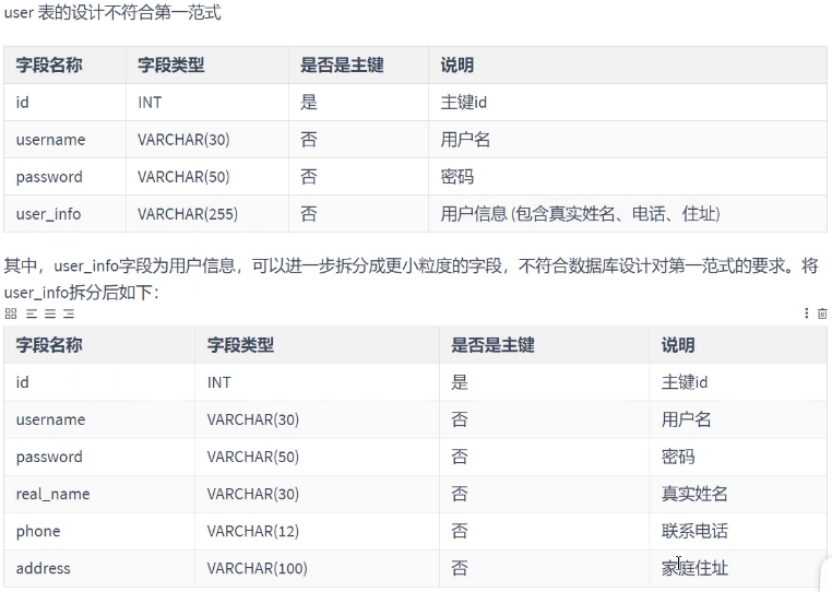 user 表的设计不符合第一范式
字段名称 字段类型 是否是主键 说明
id INT 是 主键id
username VARCHAR(30) 否 用户名
password VARCHAR(50) 否 密码
user_info VARCHAR(255) 否 用户信息 (包含真实姓名、电话、住址)
其中，user_info字段为用户信息，可以进一步拆分成更小粒度的字段，不符合数据库设计对第一范式的要求。将
user_info拆分后如下：
字段名称 字段类型 是否是主键 说明
id INT 是 主键id
username VARCHAR(30) 否 用户名
password VARCHAR(50) 否 密码
real_name VARCHAR(30) 否 真实姓名
phone VARCHAR(12) 否 联系电话
address VARCHAR(100) 否 家庭住址